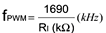 fPWM = 1690 / RI (kΩ) (kHz)